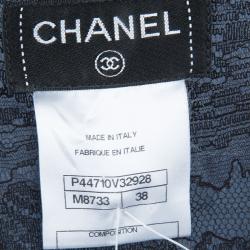 CHANEL
MADE IN ITALY
FABRIQUE EN ITALIE
P44710V32928
M8733 38
COMPOSITION